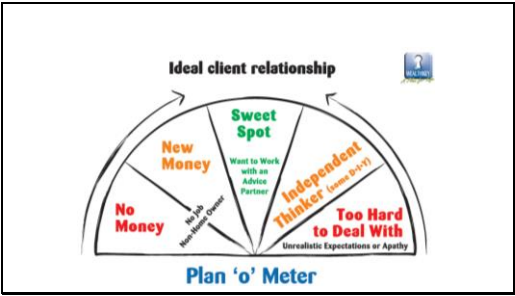 Ideal client relationship
WEALTHKEY
Sweet
Spot
Want to Work
with an
Advice
Partner
New
Money
Independent
Thinker (some D-I-Y)
No
Money
No Job
Non-Home Owner
Too Hard
to Deal With
Unrealistic Expectations or Apathy
Plan ‘o’ Meter